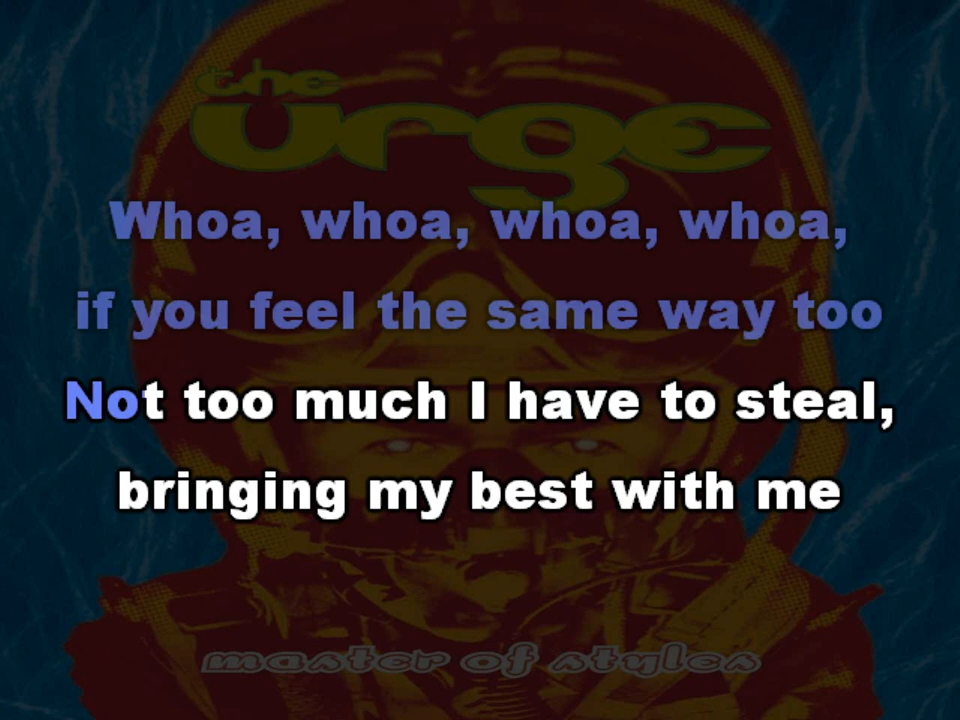 the
urge
Whoa, whoa, whoa, whoa,
if you feel the same way too
Not too much I have to steal,
bringing my best with me
master of styles